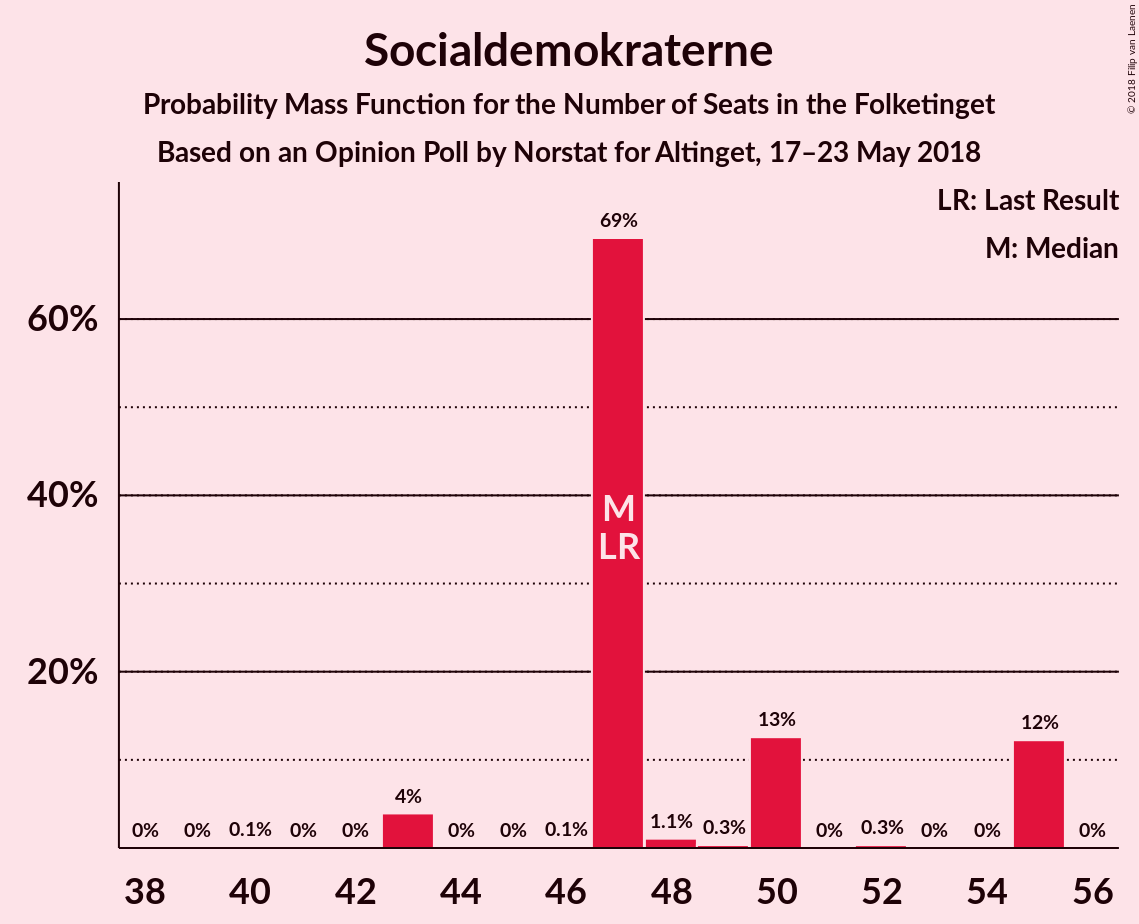 Socialdemokraterne
Probability Mass Function for the Number of Seats in the Folketinget
Based on an Opinion Poll by Norstat for Altinget, 17–23 May 2018
© 2018 Filip van Laenen
LR: Last Result
M: Median
60%
40%
20%
0% 0% 0.1% 0% 0% 4% 0% 0% 0.1% 69% 1.1% 0.3% 13% 0% 0.3% 0% 0% 12% 0%
M
LR
38 40 42 44 46 48 50 52 54 56